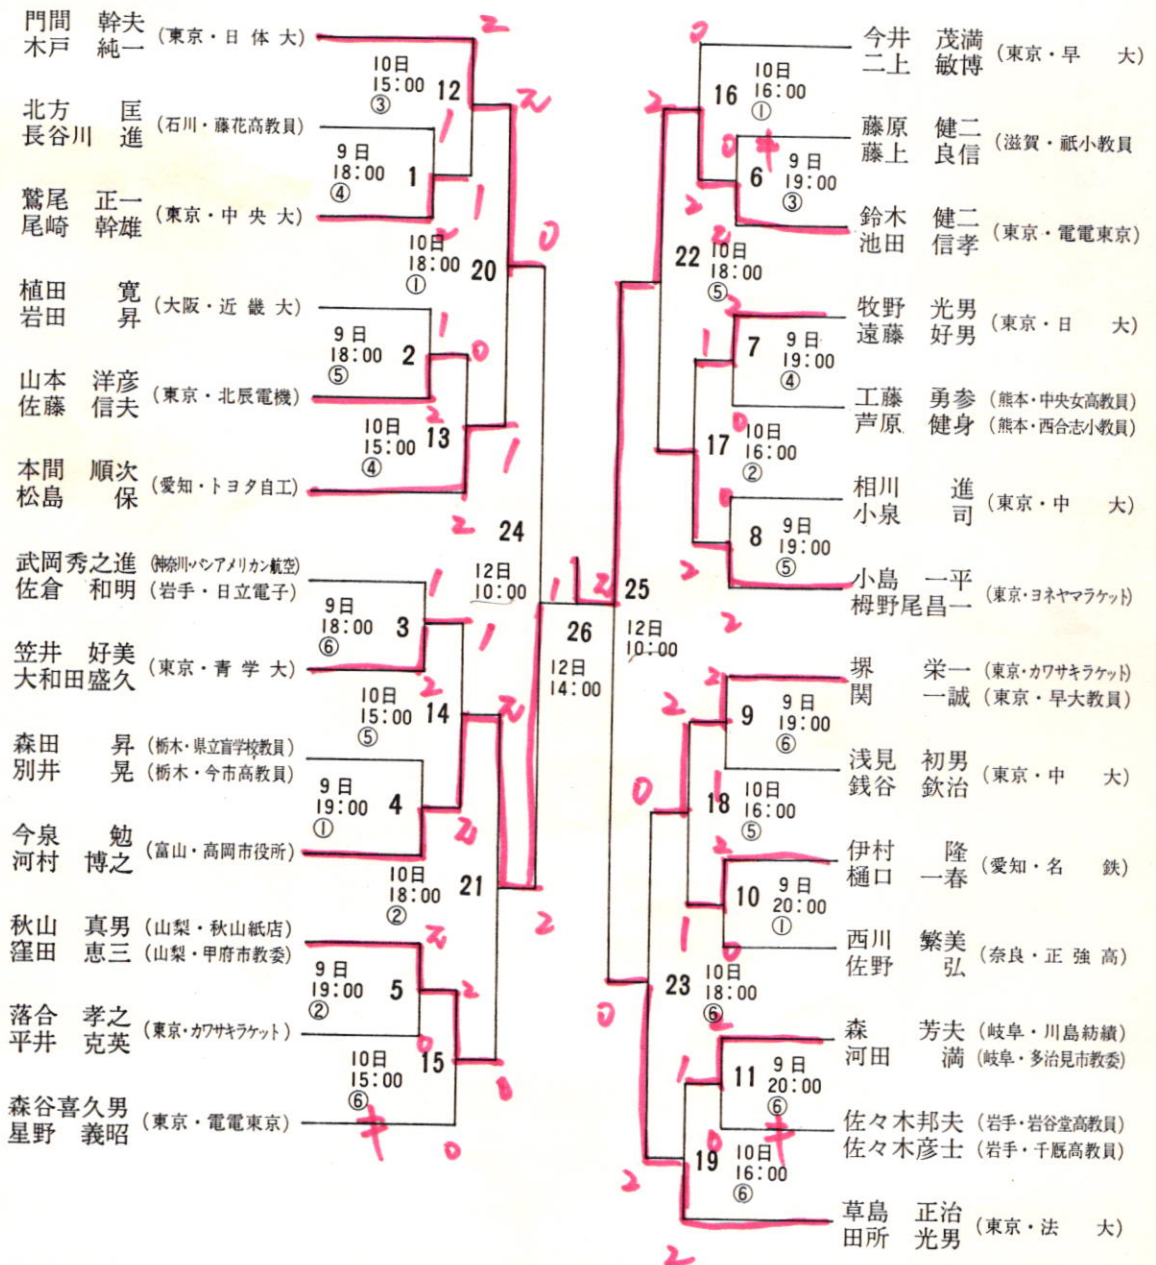 門間 幹夫
木戸 純一
(東京・日体大)
10日
15:00
③
12
北方 匡
長谷川 進
(石川・藤花高教員)
9日
18:00
④
1
鷲尾 正一
尾崎 幹雄
(東京・中央大)
10日
18:00
①
20
植田 寛
岩田 昇
(大阪・近畿大)
9日
18:00
⑤
2
山本 洋彦
佐藤 信夫
(東京・北辰電機)
10日
15:00
④
13
本間 順次
松島 保
(愛知・トヨタ自工)
24
12日
10:00
武岡秀之進 (神奈川・パンアメリカン航空)
佐倉 和明 (岩手・日立電子)
9日
18:00
⑥
3
笠井 好美
大和田盛久
(東京・青学大)
10日
15:00
⑤
14
森田 昇 (栃木・県立盲学校教員)
別井 晃 (栃木・今市高教員)
9日
19:00
①
4
今泉 勉
河村 博之
(富山・高岡市役所)
10日
18:00
②
21
秋山 真男 (山梨・秋山紙店)
窪田 恵三 (山梨・甲府市教委)
9日
19:00
②
5
落合 孝之
平井 克英
(東京・カワサキラケット)
10日
15:00
⑥
15
森谷喜久男
星野 義昭
(東京・電電東京)
キ
26
12日
14:00
25
12日
10:00
今井 茂満
二上 敏博
(東京・早 大)
16
10日
16:00
①
藤原 健二
藤上 良信
(滋賀・祇小教員
キ
6
9日
19:00
③
鈴木 健二
池田 信孝
(東京・電電東京)
22
10日
18:00
⑤
牧野 光男
遠藤 好男
(東京・日 大)
7
9日
19:00
④
工藤 勇参 (熊本・中央女高教員)
芦原 健身 (熊本・西合志小教員)
17
10日
16:00
②
相川 進
小泉 司
(東京・中 大)
8
9日
19:00
⑤
小島 一平
栂野尾昌一
(東京・ヨネヤマラケット)
堺 栄一 (東京・カワサキラケット)
関 一誠 (東京・早大教員)
9
9日
19:00
⑥
浅見 初男
銭谷 欽治
(東京・中 大)
18
10日
16:00
⑤
伊村 隆
樋口 一春
(愛知・名 鉄)
10
9日
20:00
①
西川 繁美
佐野 弘
(奈良・正強高)
23
10日
18:00
⑥
森 芳夫 (岐阜・川島紡績)
河田 満 (岐阜・多治見市教委)
11
9日
20:00
⑥
佐々木邦夫 (岩手・岩谷堂高教員)
佐々木彦士 (岩手・千厩高教員)
キ
19
10日
16:00
⑥
草島 正治
田所 光男
(東京・法 大)